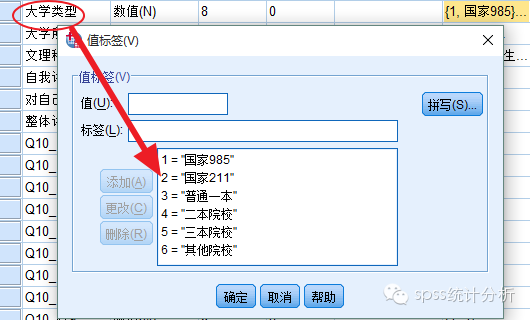 大学类型 数值(N) 8 0 {1, 国家985}...
值标签(V)
值标签(V)
值(U):
拼写(S)...
标签(L):
1 = "国家985"
2 = "国家211"
3 = "普通一本"
4 = "二本院校"
5 = "三本院校"
6 = "其他院校"
添加(A)
更改(C)
删除(R)
确定 取消 帮助
大学
文理科
自我
对自己
整体
Q10_
Q10_
Q10_
Q10_
Q10_
Q10_
Q10_
Q10_
spss统计分析